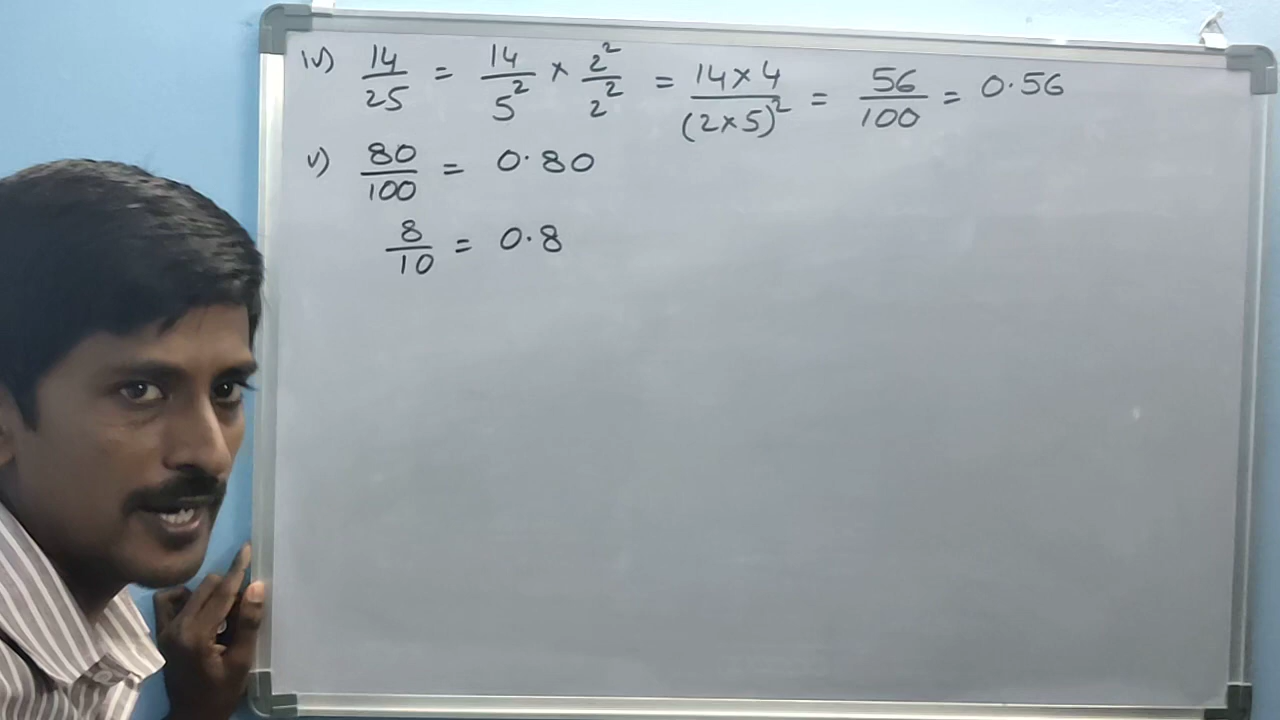 iv) 14/25 = 14/5² × 2²/2² = 14×4/(2×5)² = 56/100 = 0.56
v) 80/100 = 0.80
8/10 = 0.8